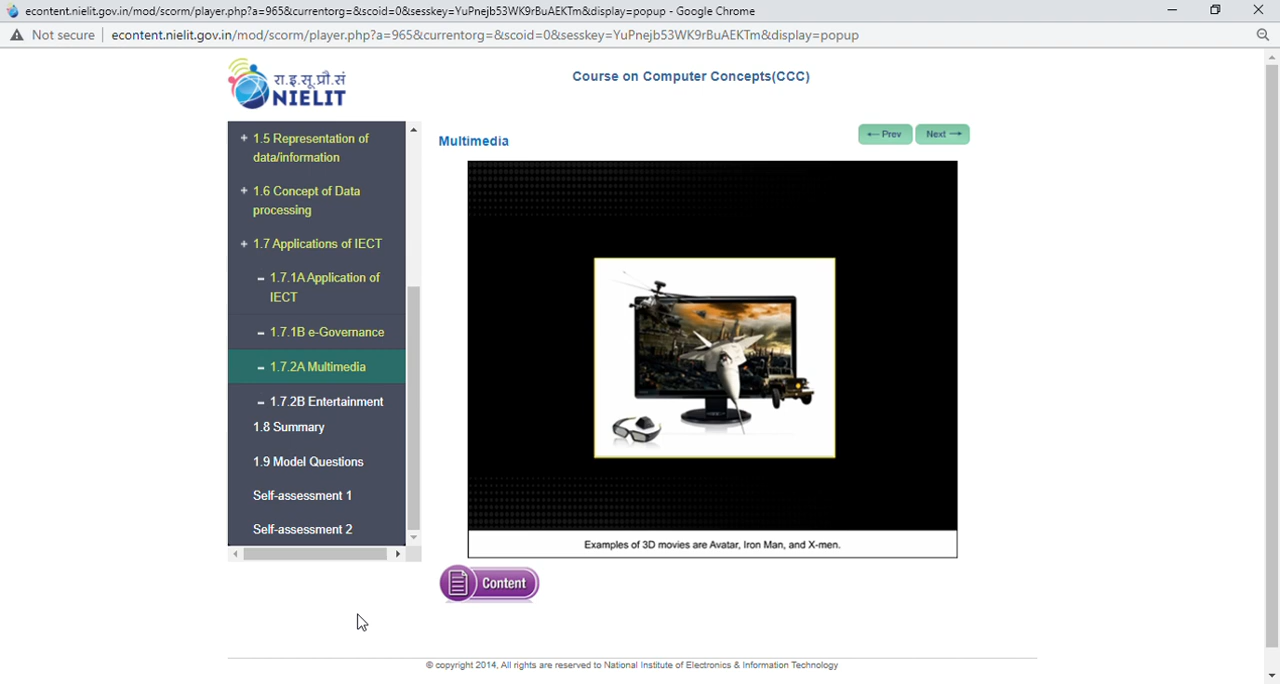 econtent.nielit.gov.in/mod/scorm/player.php?a=965&currentorg=&scoid=0&sesskey=YuPnejb53WK9rBuAEKTm&display=popup - Google Chrome
Not secure
econtent.nielit.gov.in/mod/scorm/player.php?a=965&currentorg=&scoid=0&sesskey=YuPnejb53WK9rBuAEKTm&display=popup
रा.इ.सू.प्रौ.सं
NIELIT
Course on Computer Concepts(CCC)
+ 1.5 Representation of
data/information
+ 1.6 Concept of Data
processing
+ 1.7 Applications of IECT
- 1.7.1A Application of
IECT
- 1.7.1B e-Governance
- 1.7.2A Multimedia
- 1.7.2B Entertainment
1.8 Summary
1.9 Model Questions
Self-assessment 1
Self-assessment 2
Multimedia
← Prev
Next →
Examples of 3D movies are Avatar, Iron Man, and X-men.
Content
© copyright 2014, All rights are reserved to National Institute of Electronics & Information Technology